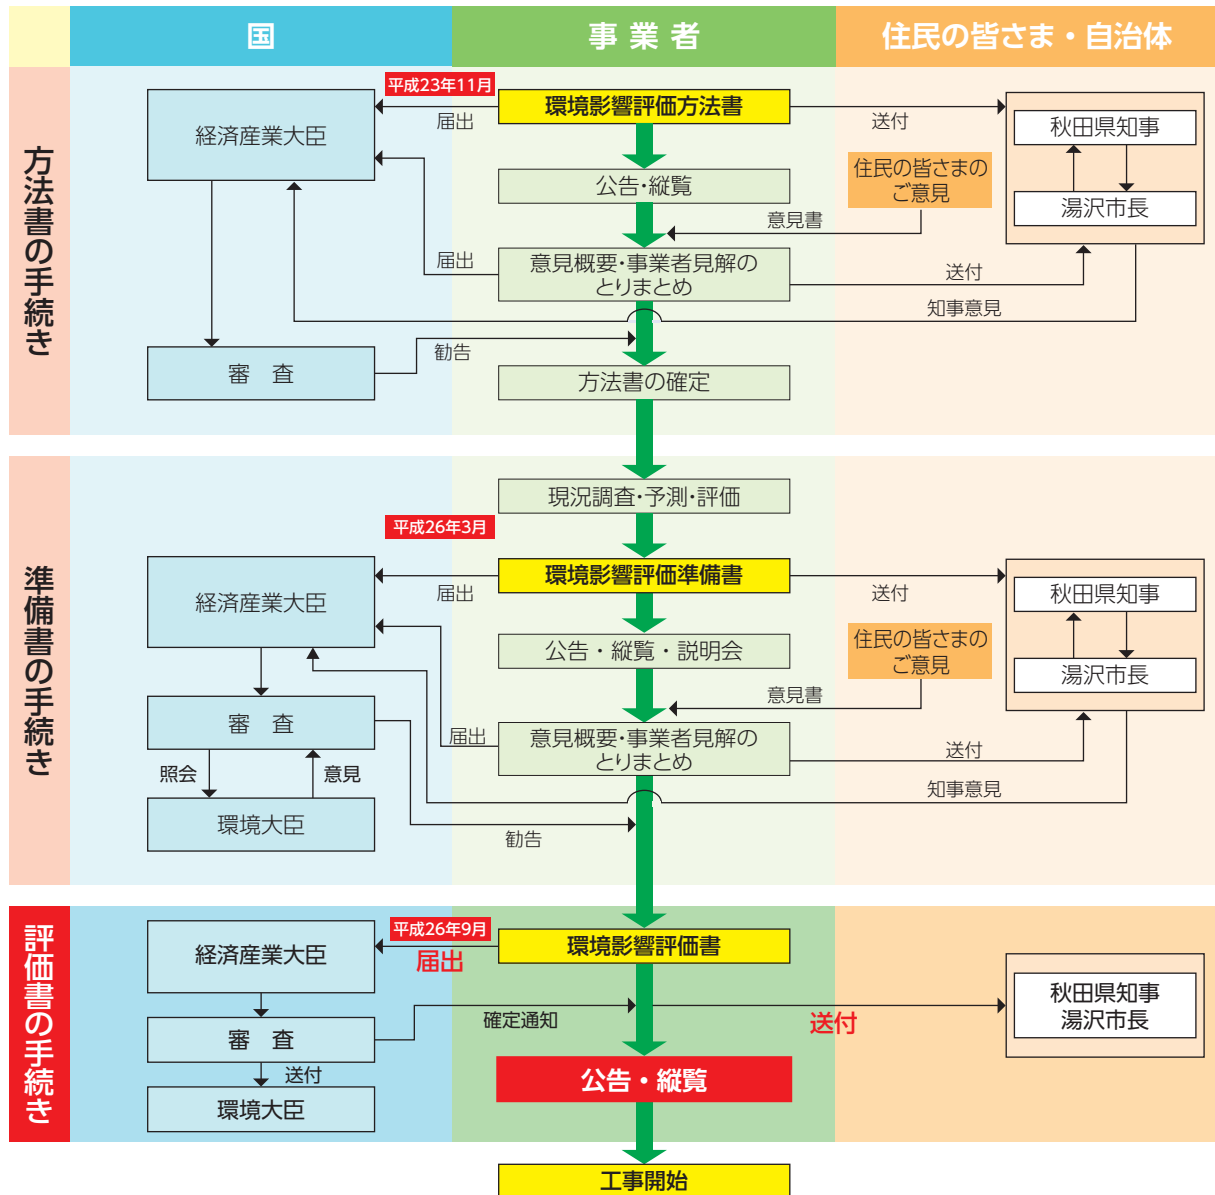 国
事 業 者
住民の皆さま・自治体
方法書の手続き
平成23年11月
経済産業大臣
届出
環境影響評価方法書
送付
秋田県知事
湯沢市長
公告・縦覧
住民の皆さまの
ご意見
意見書
届出
意見概要・事業者見解の
とりまとめ
送付
知事意見
審 査
勧告
方法書の確定
準備書の手続き
現況調査・予測・評価
平成26年3月
経済産業大臣
届出
環境影響評価準備書
送付
秋田県知事
湯沢市長
公告・縦覧・説明会
住民の皆さまの
ご意見
意見書
審 査
届出
意見概要・事業者見解の
とりまとめ
送付
照会
意見
知事意見
環境大臣
勧告
評価書の手続き
平成26年9月
経済産業大臣
届出
環境影響評価書
秋田県知事
湯沢市長
審 査
確定通知
送付
送付
環境大臣
公告・縦覧
工事開始